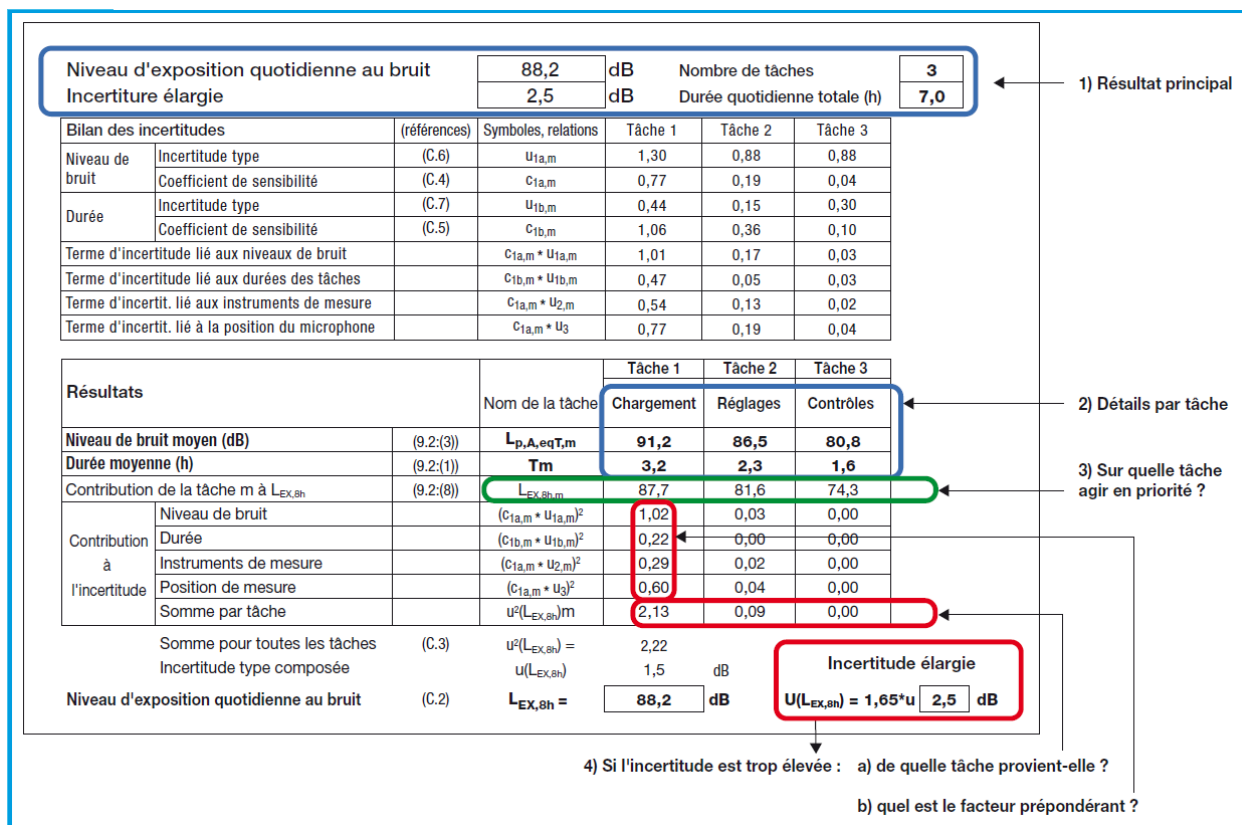 Niveau d'exposition quotidienne au bruit 88,2 dB Nombre de tâches 3
Incertiture élargie 2,5 dB Durée quotidienne totale (h) 7,0
1) Résultat principal
Bilan des incertitudes (références) Symboles, relations Tâche 1 Tâche 2 Tâche 3
Niveau de bruit Incertitude type (C.6) u1a,m 1,30 0,88 0,88
Coefficient de sensibilité (C.4) c1a,m 0,77 0,19 0,04
Durée Incertitude type (C.7) u1b,m 0,44 0,15 0,30
Coefficient de sensibilité (C.5) c1b,m 1,06 0,36 0,10
Terme d'incertitude lié aux niveaux de bruit c1a,m * u1a,m 1,01 0,17 0,03
Terme d'incertitude lié aux durées des tâches c1b,m * u1b,m 0,47 0,05 0,03
Terme d'incertit. lié aux instruments de mesure c1a,m * u2,m 0,54 0,13 0,02
Terme d'incertit. lié à la position du microphone c1a,m * u3 0,77 0,19 0,04
Tâche 1 Tâche 2 Tâche 3
Résultats Nom de la tâche Chargement Réglages Contrôles
2) Détails par tâche
Niveau de bruit moyen (dB) (9.2:(3)) Lp,A,eqT,m 91,2 86,5 80,8
Durée moyenne (h) (9.2:(1)) Tm 3,2 2,3 1,6
3) Sur quelle tâche
agir en priorité ?
Contribution de la tâche m à LEX,8h (9.2:(8)) LEX,8h,m 87,7 81,6 74,3
Contribution à l'incertitude Niveau de bruit (c1a,m * u1a,m)² 1,02 0,03 0,00
Durée (c1b,m * u1b,m)² 0,22 0,00 0,00
Instruments de mesure (c1a,m * u2,m)² 0,29 0,02 0,00
Position de mesure (c1a,m * u3)² 0,60 0,04 0,00
Somme par tâche u²(LEX,8h)m 2,13 0,09 0,00
Somme pour toutes les tâches (C.3) u²(LEX,8h) = 2,22
Incertitude type composée u(LEX,8h) 1,5 dB
Incertitude élargie
Niveau d'exposition quotidienne au bruit (C.2) LEX,8h = 88,2 dB U(LEX,8h) = 1,65*u 2,5 dB
4) Si l'incertitude est trop élevée : a) de quelle tâche provient-elle ?
b) quel est le facteur prépondérant ?